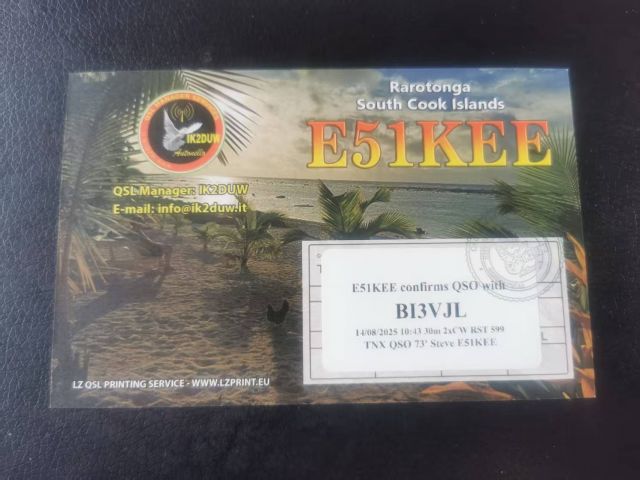 Rarotonga
South Cook Islands
E51KEE
IK2DUW
Antonello
QSL Manager: IK2DUW
E-mail: info@ik2duw.it
E51KEE confirms QSO with
BI3VJL
14/08/2025 10:43 30m 2xCW RST 599
TNX QSO 73' Steve E51KEE
LZ QSL PRINTING SERVICE - WWW.LZPRINT.EU